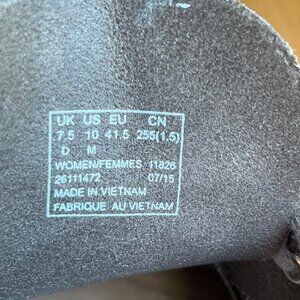 UK US EU CN
7.5 10 41.5 255(1.5)
D M
WOMEN/FEMMES 11826
26111472 07/15
MADE IN VIETNAM
FABRIQUE AU VIETNAM